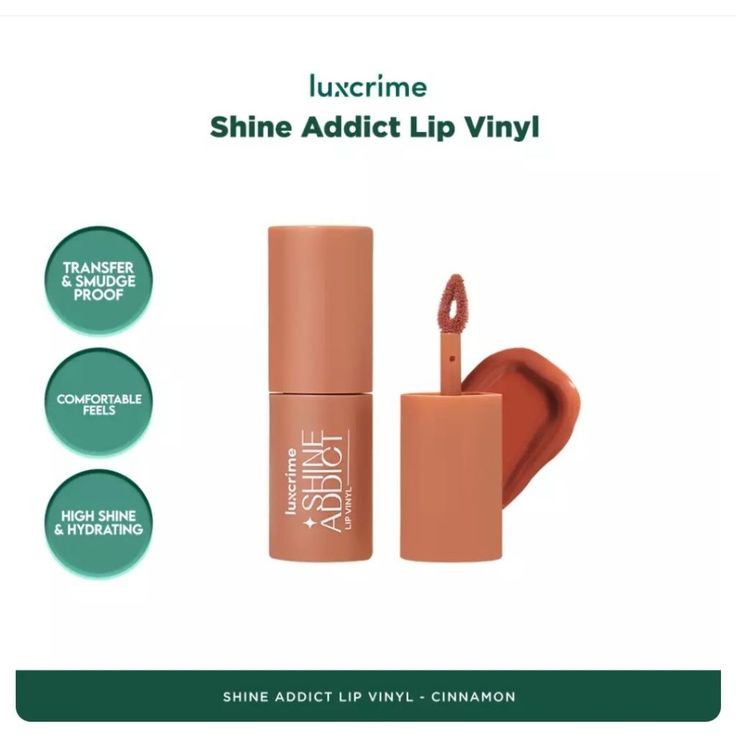 luxcrime
Shine Addict Lip Vinyl
TRANSFER
& SMUDGE
PROOF
COMFORTABLE
FEELS
HIGH SHINE
& HYDRATING
luxcrime
SHINE
ADDICT
LIP VINYL
SHINE ADDICT LIP VINYL - CINNAMON